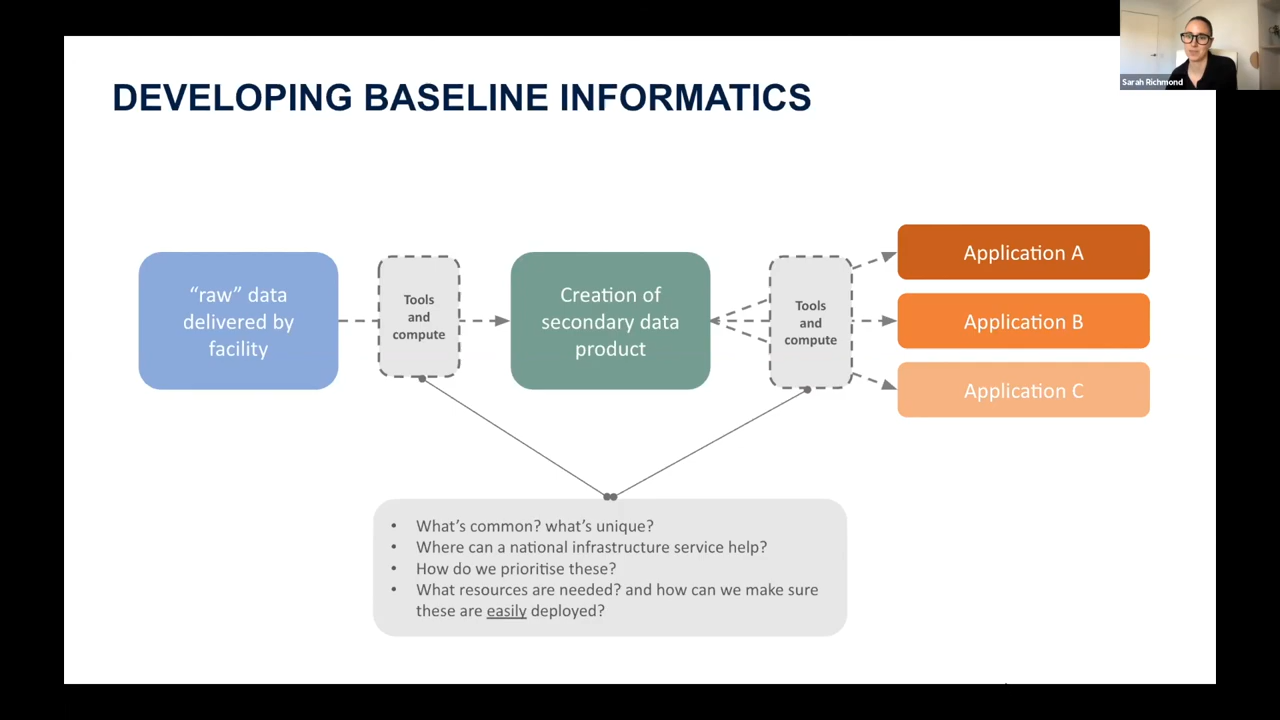 Sarah Richmond
DEVELOPING BASELINE INFORMATICS
“raw” data
delivered by
facility
Tools
and
compute
Creation of
secondary data
product
Tools
and
compute
Application A
Application B
Application C
• What’s common? what’s unique?
• Where can a national infrastructure service help?
• How do we prioritise these?
• What resources are needed? and how can we make sure
these are easily deployed?